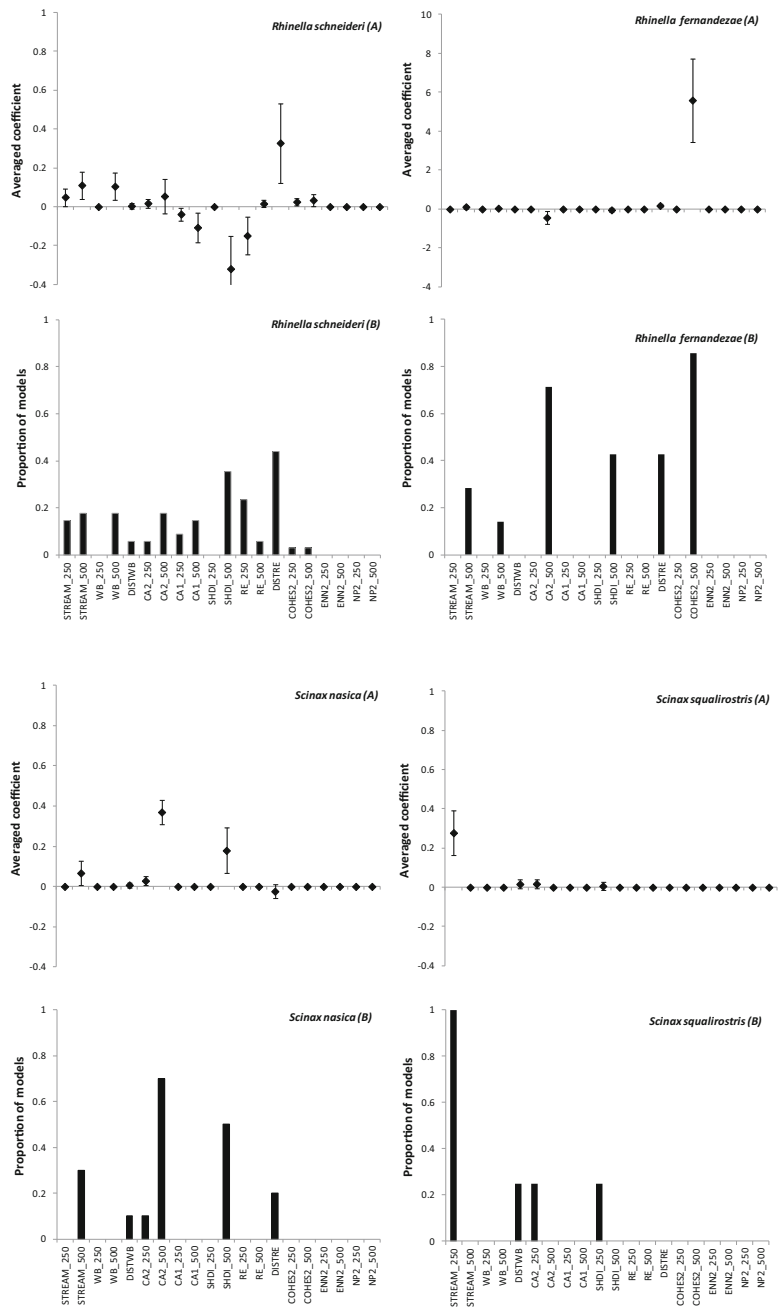 Rhinella schneideri (A)
Averaged coefficient
1
0.8
0.6
0.4
0.2
0
-0.2
-0.4
Rhinella fernandezae (A)
Averaged coefficient
10
8
6
4
2
0
-2
-4
Rhinella schneideri (B)
Proportion of models
1
0.8
0.6
0.4
0.2
0
STREAM_250
STREAM_500
WB_250
WB_500
DISTWB
CA2_250
CA2_500
CA1_250
CA1_500
SHDI_250
SHDI_500
RE_250
RE_500
DISTRE
COHES2_250
COHES2_500
ENN2_250
ENN2_500
NP2_250
NP2_500
Rhinella fernandezae (B)
Proportion of models
1
0.8
0.6
0.4
0.2
0
STREAM_250
STREAM_500
WB_250
WB_500
DISTWB
CA2_250
CA2_500
CA1_250
CA1_500
SHDI_250
SHDI_500
RE_250
RE_500
DISTRE
COHES2_250
COHES2_500
ENN2_250
ENN2_500
NP2_250
NP2_500
Scinax nasica (A)
Averaged coefficient
1
0.8
0.6
0.4
0.2
0
-0.2
-0.4
Scinax squalirostris (A)
Averaged coefficient
1
0.8
0.6
0.4
0.2
0
-0.2
-0.4
Scinax nasica (B)
Proportion of models
1
0.8
0.6
0.4
0.2
0
STREAM_250
STREAM_500
WB_250
WB_500
DISTWB
CA2_250
CA2_500
CA1_250
CA1_500
SHDI_250
SHDI_500
RE_250
RE_500
DISTRE
COHES2_250
COHES2_500
ENN2_250
ENN2_250
NP2_250
NP2_500
Scinax squalirostris (B)
Proportion of models
1
0.8
0.6
0.4
0.2
0
STREAM_250
STREAM_500
WB_250
WB_500
DISTWB
CA2_250
CA2_500
CA1_250
CA1_500
SHDI_250
SHDI_500
RE_250
RE_500
DISTRE
COHES2_250
COHES2_500
ENN2_250
ENN2_500
NP2_250
NP2_500